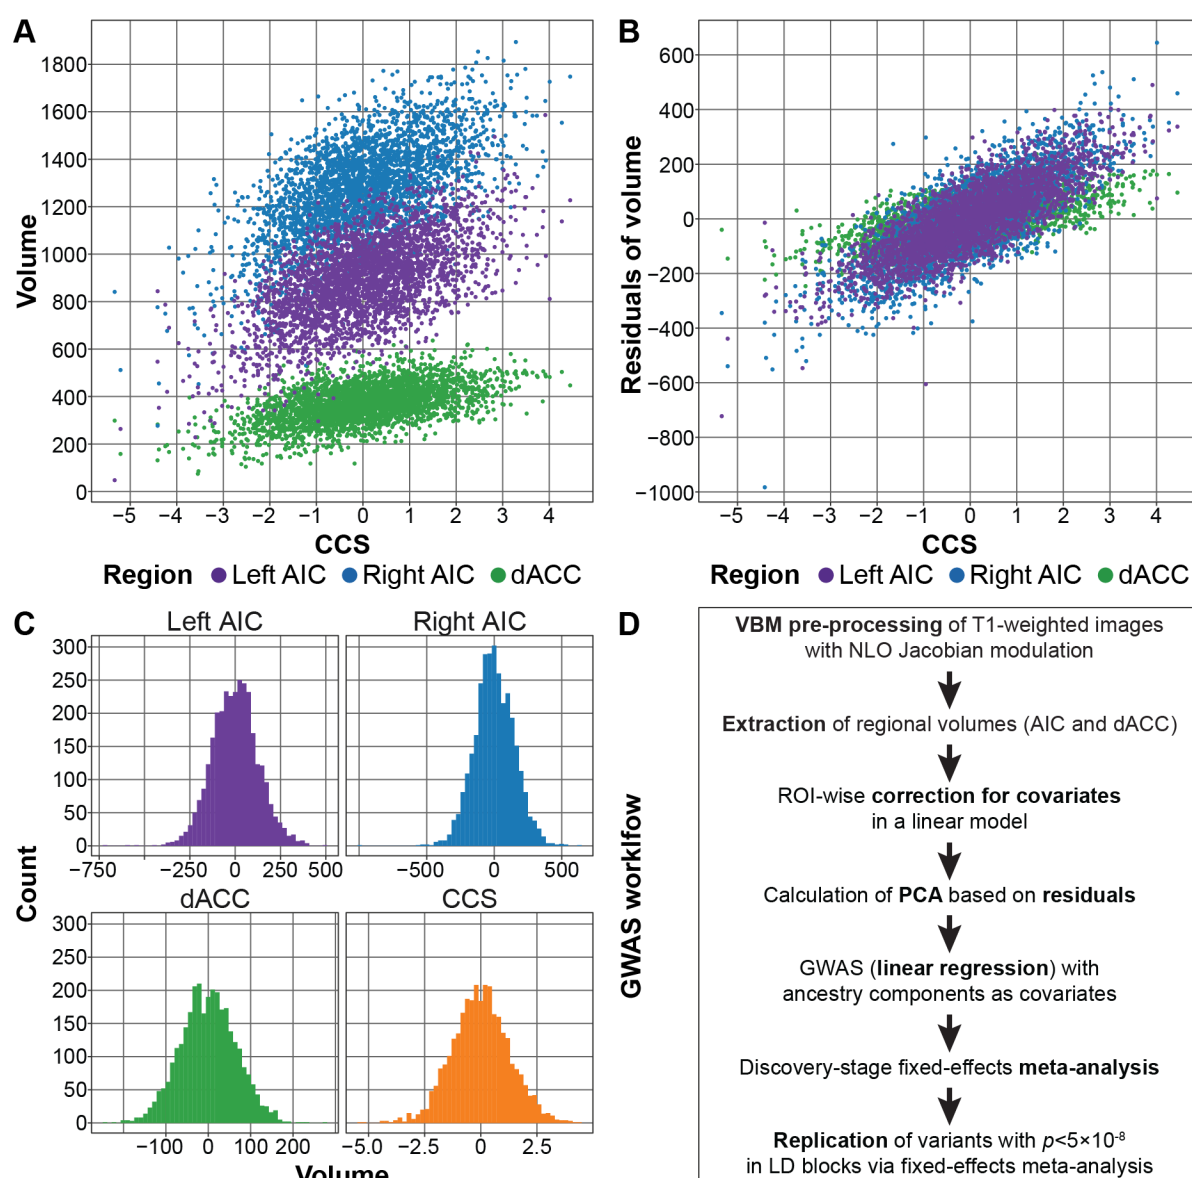 A
1800
1600
1400
1200
1000
800
600
400
200
0
Volume
−5 −4 −3 −2 −1 0 1 2 3 4
CCS
Region Left AIC Right AIC dACC
B
600
400
200
0
−200
−400
−600
−800
−1000
Residuals of volume
−5 −4 −3 −2 −1 0 1 2 3 4
CCS
Region Left AIC Right AIC dACC
C
Left AIC
Right AIC
300
250
200
150
100
50
0
−750 −250 0 250 500
−500 0 500
Count
dACC
CCS
300
250
200
150
100
50
0
−100 0 100 200
−5.0 −2.5 0 2.5
Volume
D
GWAS worklfow
VBM pre-processing of T1-weighted images
with NLO Jacobian modulation
Extraction of regional volumes (AIC and dACC)
ROI-wise correction for covariates
in a linear model
Calculation of PCA based on residuals
GWAS (linear regression) with
ancestry components as covariates
Discovery-stage fixed-effects meta-analysis
Replication of variants with p<5×10⁻⁸
in LD blocks via fixed-effects meta-analysis